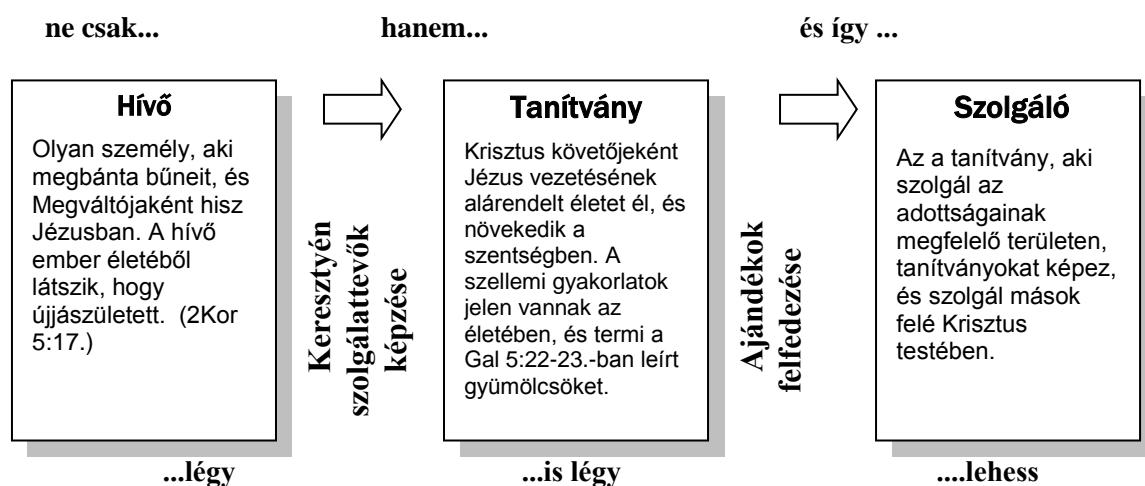 ne csak...
hanem...
és így ...
Hívő
Olyan személy, aki
megbánta bűneit, és
Megváltójaként hisz
Jézusban. A hívő
ember életéből
látszik, hogy
újjászületett.  (2Kor
5:17.)
Keresztyén
szolgálattevők
képzése
Tanítvány
Krisztus követőjeként
Jézus vezetésének
alárendelt életet él, és
növekedik a
szentségben. A
szellemi gyakorlatok
jelen vannak az
életében, és termi a
Gal 5:22-23.-ban leírt
gyümölcsöket.
Ajándékok
felfedezése
Szolgáló
Az a tanítvány, aki
szolgál az
adottságainak
megfelelő területen,
tanítványokat képez,
és szolgál mások
felé Krisztus
testében.
...légy
...is légy
....lehess